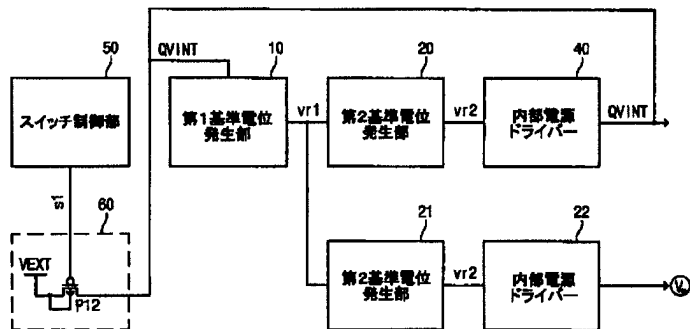 50
QVINT
10
20
40
スイッチ制御部
第1基準電位
発生部
vr1
第2基準電位
発生部
vr2
内部電源
ドライバー
QVINT
s1
60
VEXT
P12
21
22
第2基準電位
発生部
vr2
内部電源
ドライバー